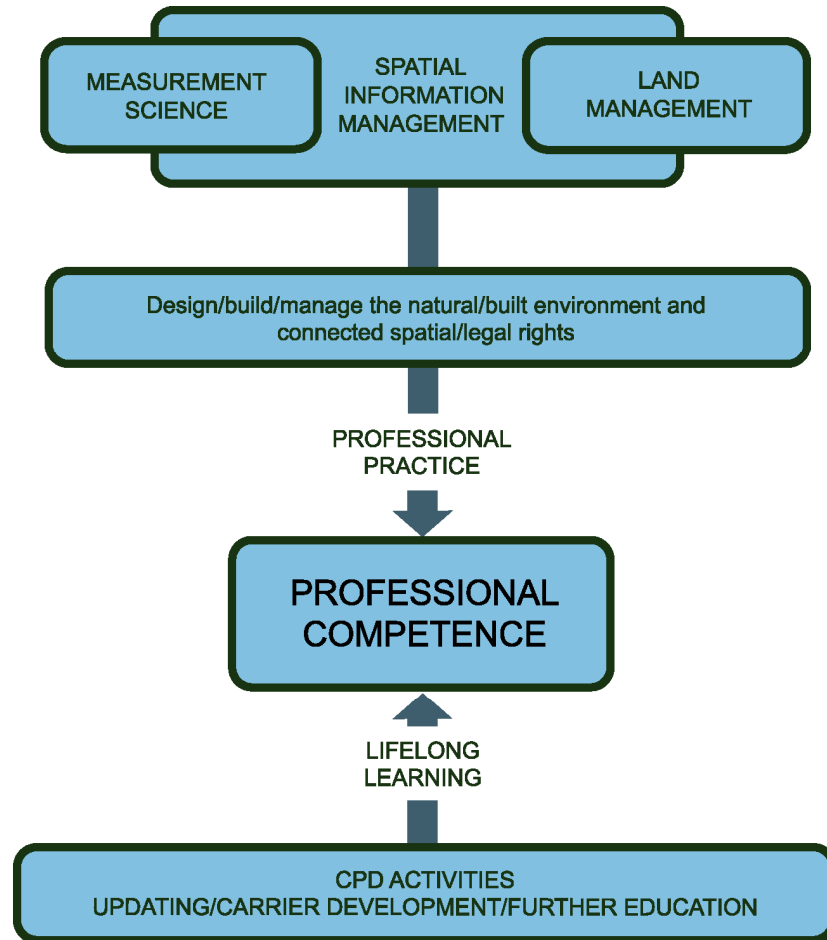 MEASUREMENT
SCIENCE
SPATIAL
INFORMATION
MANAGEMENT
LAND
MANAGEMENT
Design/build/manage the natural/built environment and
connected spatial/legal rights
PROFESSIONAL
PRACTICE
PROFESSIONAL
COMPETENCE
LIFELONG
LEARNING
CPD ACTIVITIES
UPDATING/CARRIER DEVELOPMENT/FURTHER EDUCATION